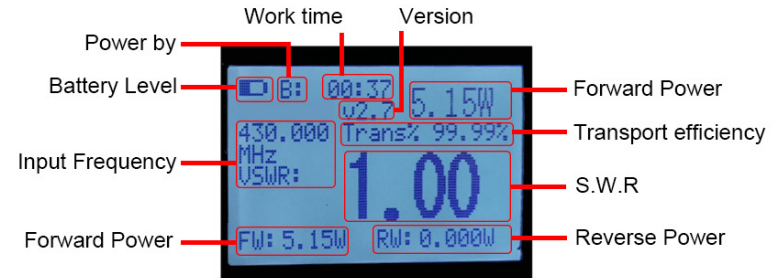 Work time
Version
Power by
Battery Level
B:
00:37
v2.7
5.15W
Forward Power
430.000
MHz
VSWR:
Trans% 99.99%
Transport efficiency
Input Frequency
1.00
S.W.R
Forward Power
FW: 5.15W
RW: 0.000W
Reverse Power